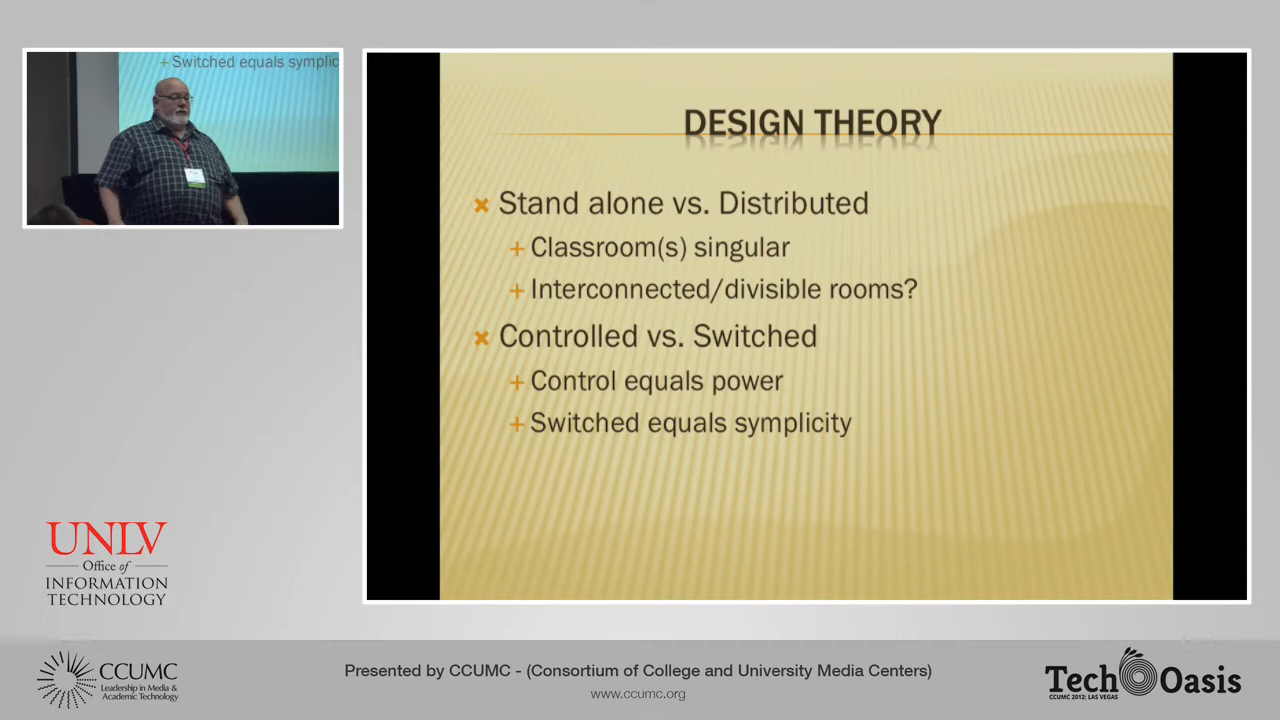 + Switched equals symplic
DESIGN THEORY
Stand alone vs. Distributed
+ Classroom(s) singular
+ Interconnected/divisible rooms?
Controlled vs. Switched
+ Control equals power
+ Switched equals symplicity
UNLV
Office of
INFORMATION
TECHNOLOGY
CCUMC
Leadership in Media &
Academic Technology
Presented by CCUMC - (Consortium of College and University Media Centers)
www.ccumc.org
Tech Oasis
CCUMC 2012: LAS VEGAS